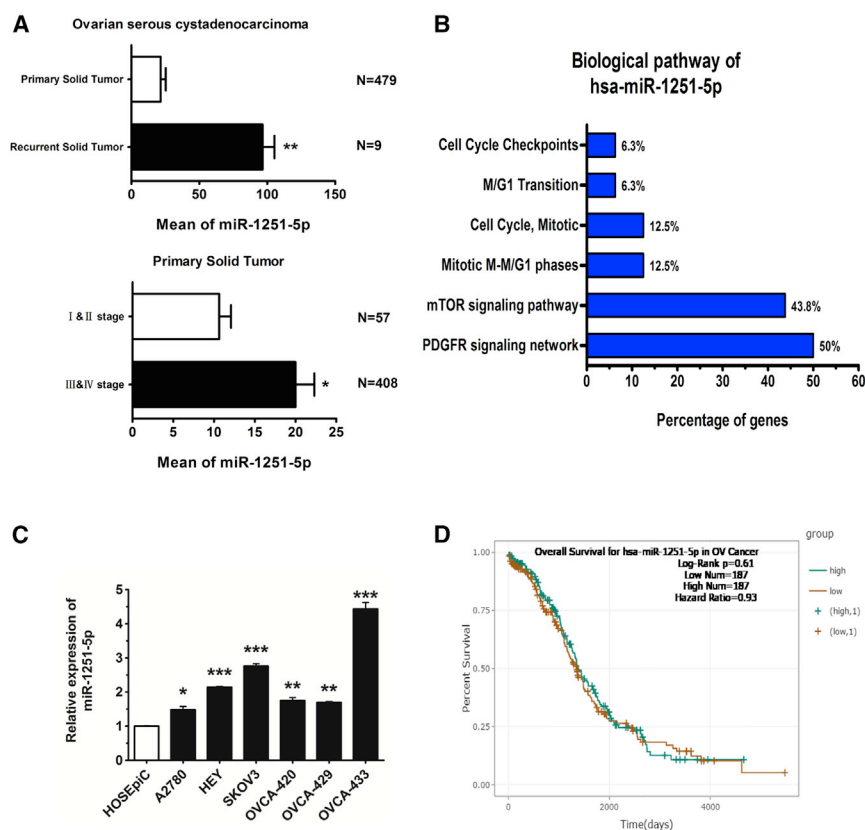 A
Ovarian serous cystadenocarcinoma
Primary Solid Tumor
N=479
Recurrent Solid Tumor
**
N=9
0 50 100 150
Mean of miR-1251-5p
Primary Solid Tumor
Ⅰ&Ⅱ stage
N=57
Ⅲ&Ⅳ stage
*
N=408
0 5 10 15 20 25
Mean of miR-1251-5p
B
Biological pathway of
hsa-miR-1251-5p
Cell Cycle Checkpoints
6.3%
M/G1 Transition
6.3%
Cell Cycle, Mitotic
12.5%
Mitotic M-M/G1 phases
12.5%
mTOR signaling pathway
43.8%
PDGFR signaling network
50%
0 10 20 30 40 50 60
Percentage of genes
C
Relative expression of
miR-1251-5p
5
4
3
2
1
0
*
***
***
**
**
***
HOSEpiC
A2780
HEY
SKOV3
OVCA-420
OVCA-429
OVCA-433
D
Overall Survival for hsa-miR-1251-5p in OV Cancer
Log-Rank p=0.61
Low Num=187
High Num=187
Hazard Ratio=0.93
group
high
low
(high,1)
(low,1)
Percent Survival
1.00
0.75
0.50
0.25
0.00
0 2000 4000
Time(days)